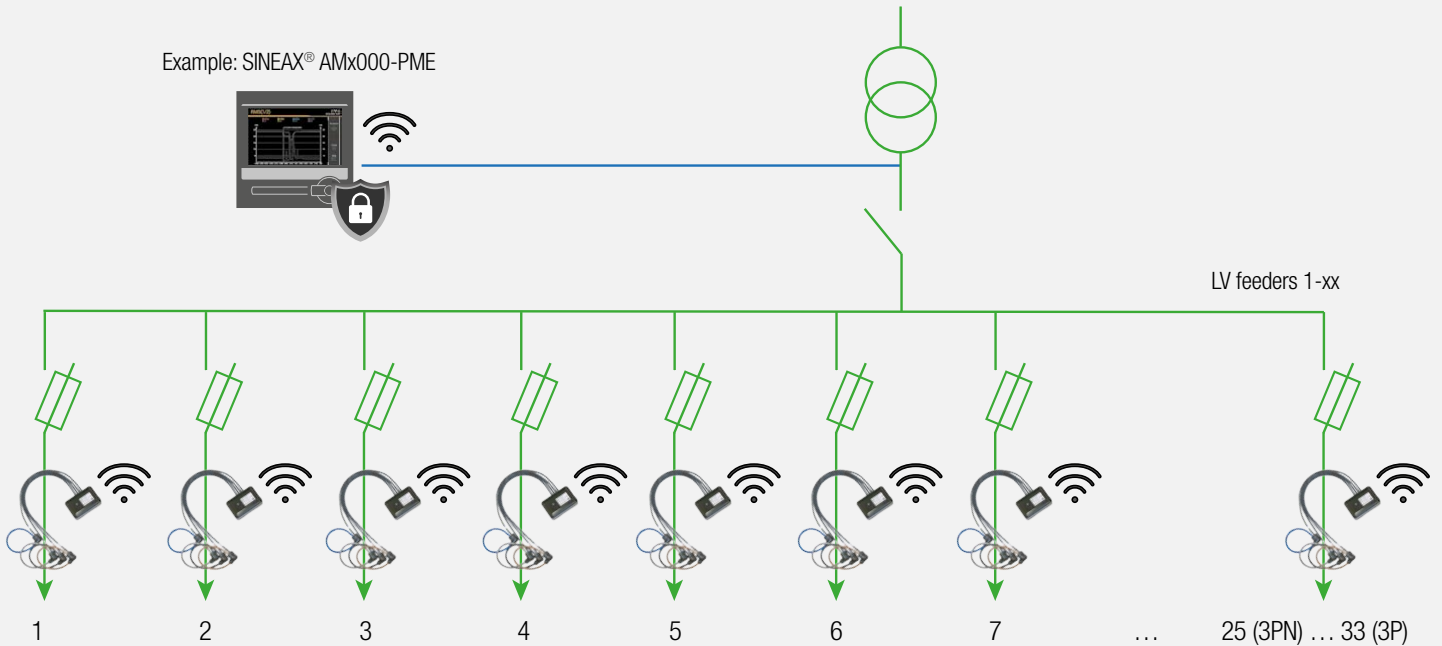 Example: SINEAX® AMx000-PME
LV feeders 1-xx
1 2 3 4 5 6 7 … 25 (3PN) … 33 (3P)